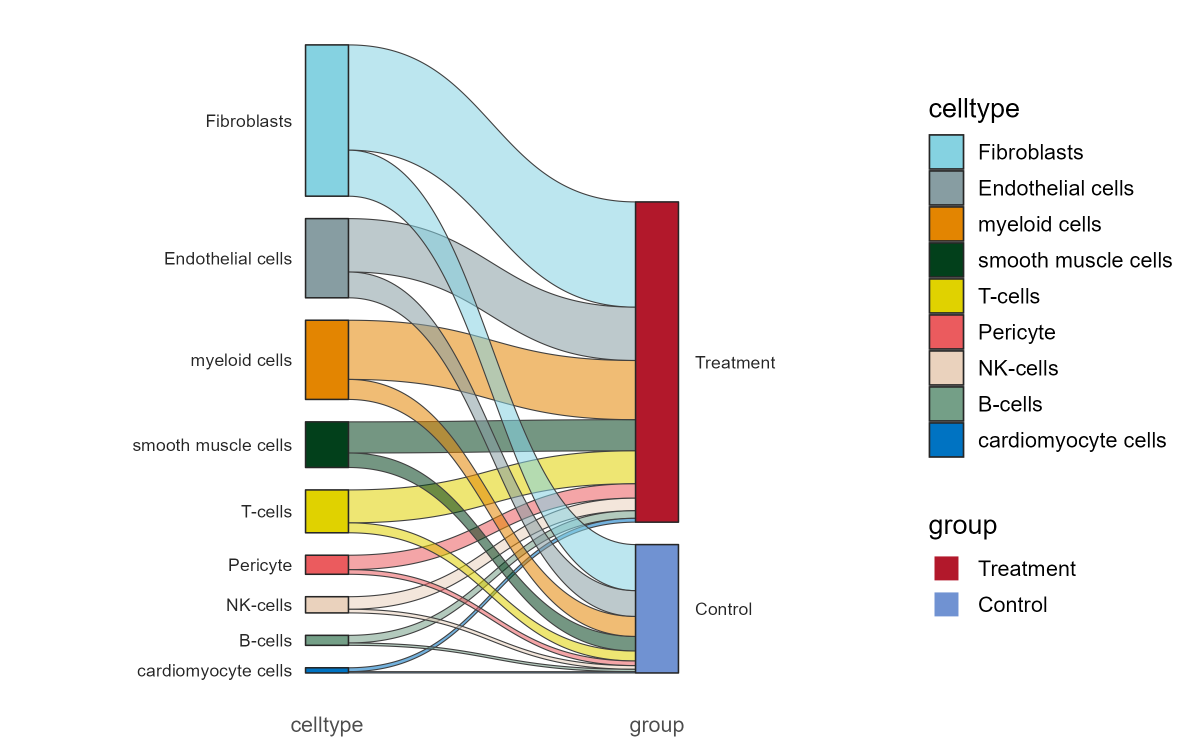 Fibroblasts
Endothelial cells
myeloid cells
smooth muscle cells
T-cells
Pericyte
NK-cells
B-cells
cardiomyocyte cells
celltype
Treatment
Control
group
celltype
Fibroblasts
Endothelial cells
myeloid cells
smooth muscle cells
T-cells
Pericyte
NK-cells
B-cells
cardiomyocyte cells
group
Treatment
Control